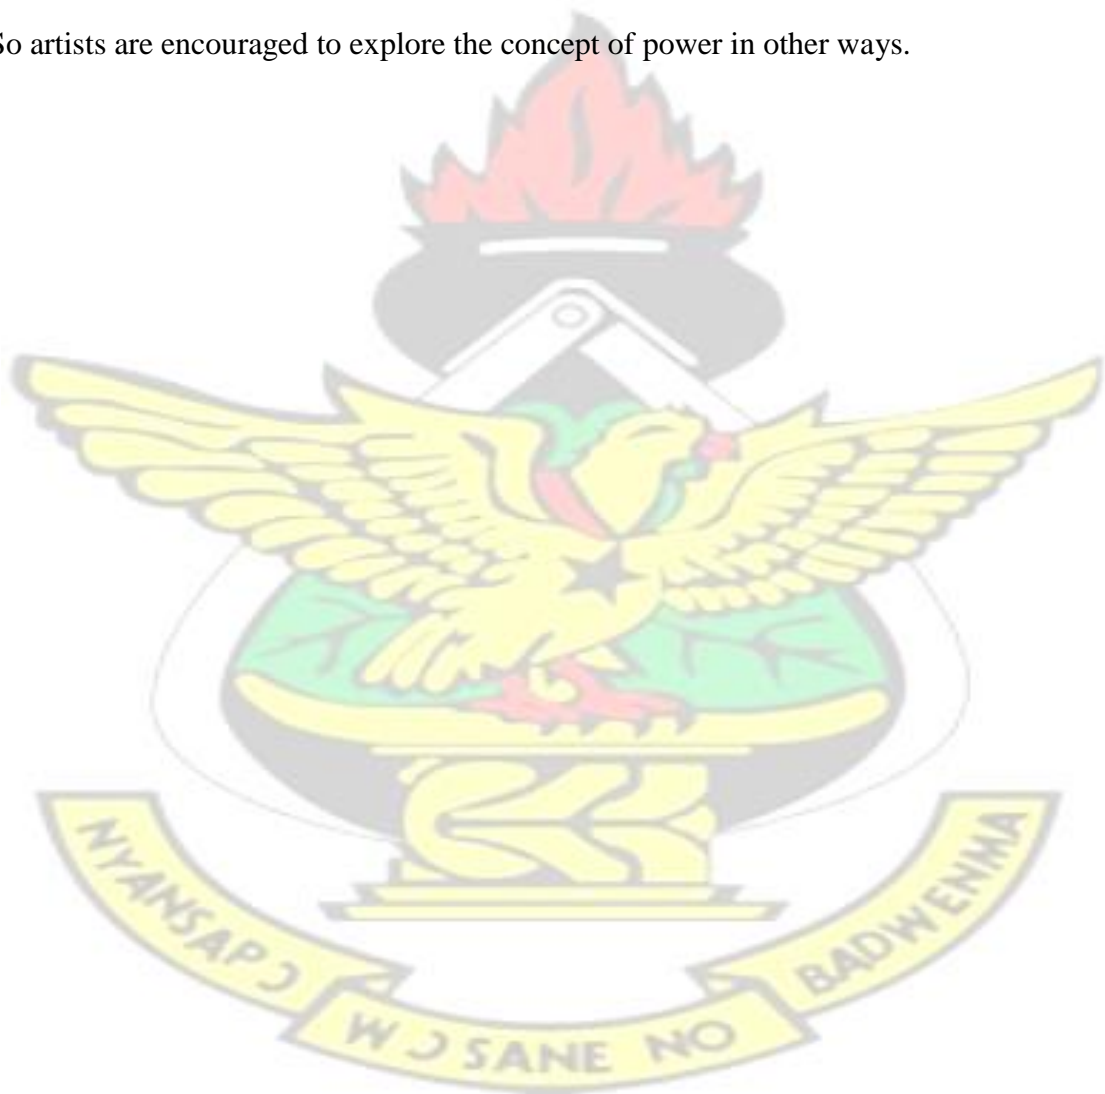 So artists are encouraged to explore the concept of power in other ways.
NYANSAPƆ
WƆSANE NO
BADWENMA